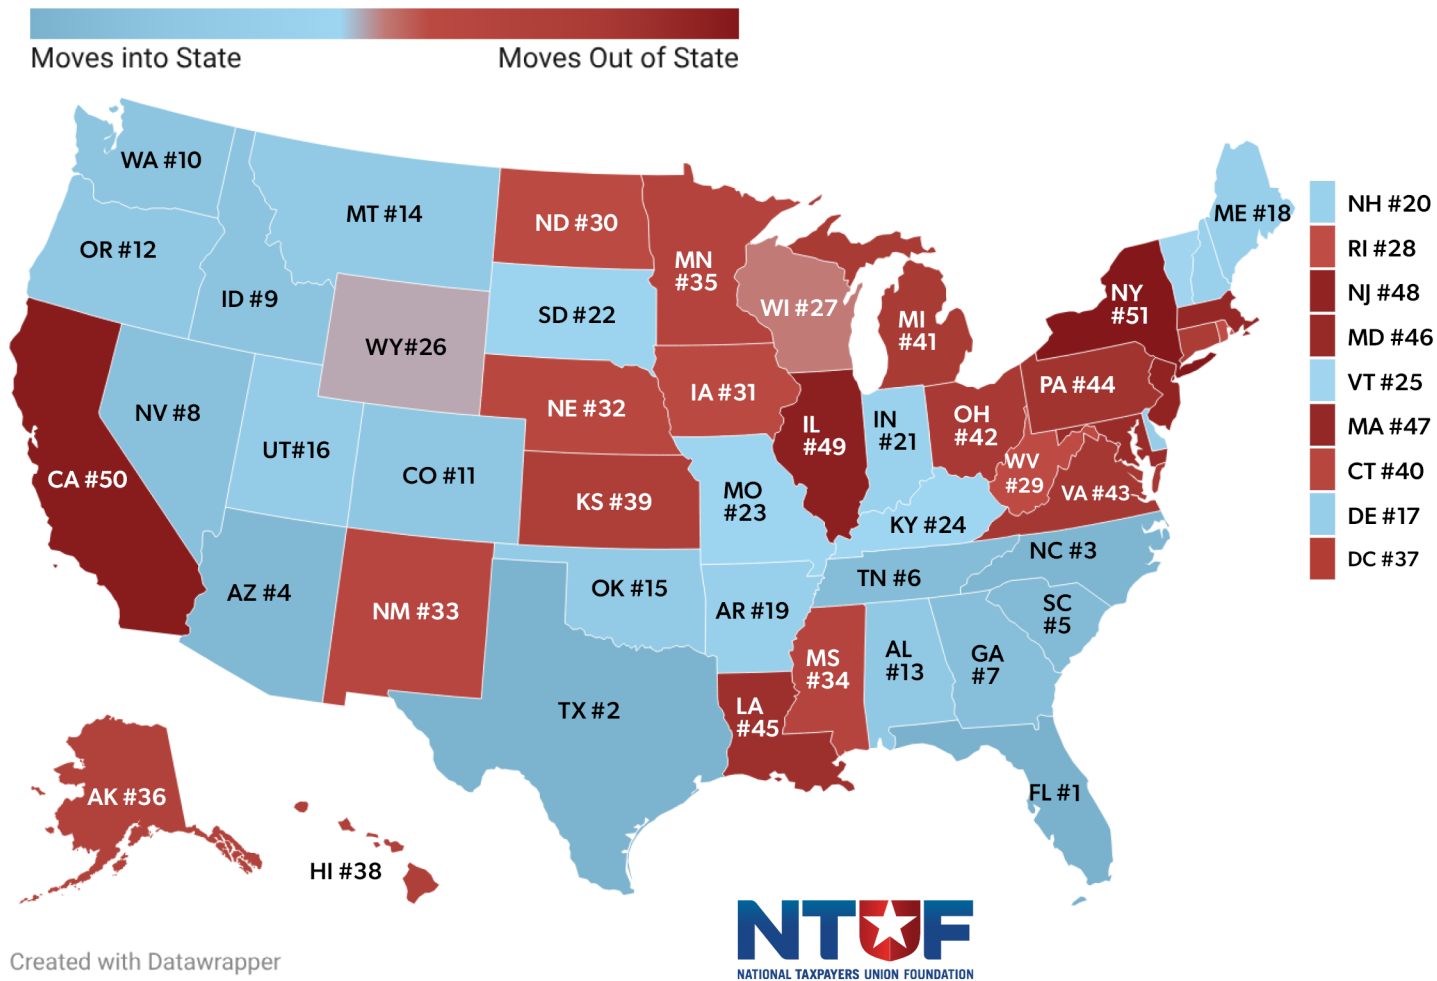 Moves into State
Moves Out of State
WA #10
MT #14
ND #30
OR #12
ID #9
MN
#35
SD #22
WI #27
WY#26
MI
#41
NY
#51
ME #18
NH #20
RI #28
NJ #48
MD #46
VT #25
MA #47
CT #40
DE #17
DC #37
NV #8
UT#16
CO #11
NE #32
IA #31
IL
#49
IN
#21
OH
#42
PA #44
WV
#29
VA #43
CA #50
KS #39
MO
#23
KY #24
NC #3
AZ #4
NM #33
OK #15
AR #19
TN #6
SC
#5
TX #2
LA
#45
MS
#34
AL
#13
GA
#7
FL #1
AK #36
HI #38
NTUF
NATIONAL TAXPAYERS UNION FOUNDATION
Created with Datawrapper